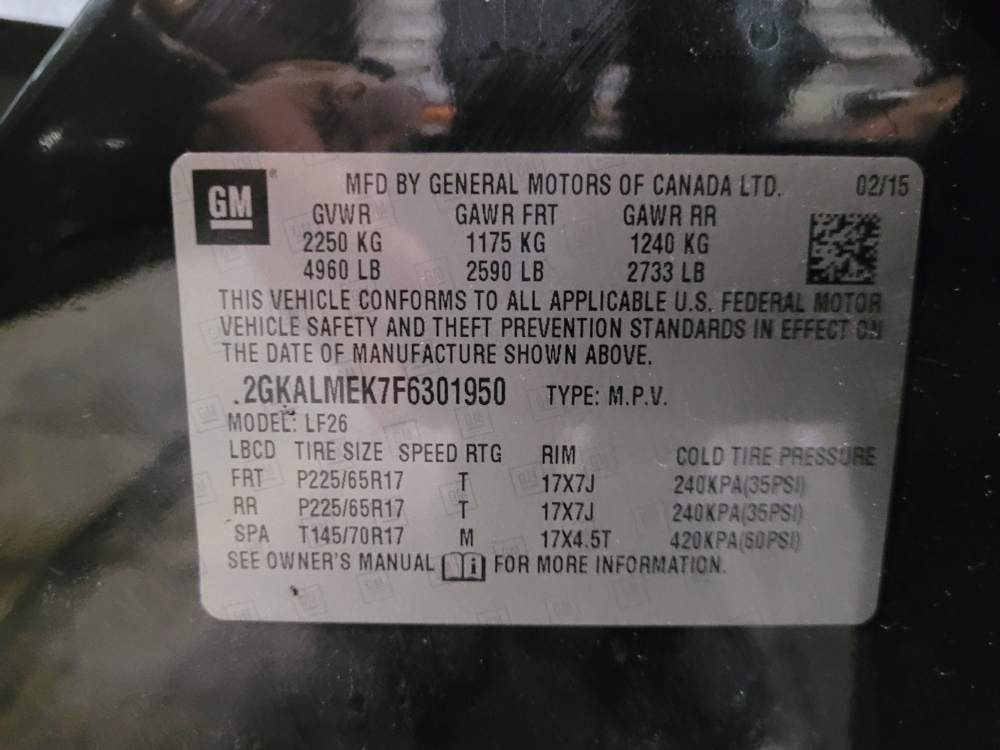 GM
MFD BY GENERAL MOTORS OF CANADA LTD. 02/15
GVWR GAWR FRT GAWR RR
2250 KG 1175 KG 1240 KG
4960 LB 2590 LB 2733 LB
THIS VEHICLE CONFORMS TO ALL APPLICABLE U.S. FEDERAL MOTOR
VEHICLE SAFETY AND THEFT PREVENTION STANDARDS IN EFFECT ON
THE DATE OF MANUFACTURE SHOWN ABOVE.
2GKALMEK7F6301950 TYPE: M.P.V.
MODEL: LF26
LBCD TIRE SIZE SPEED RTG RIM COLD TIRE PRESSURE
FRT P225/65R17 T 17X7J 240KPA(35PSI)
RR P225/65R17 T 17X7J 240KPA(35PSI)
SPA T145/70R17 M 17X4.5T 420KPA(60PSI)
SEE OWNER'S MANUAL i FOR MORE INFORMATION.